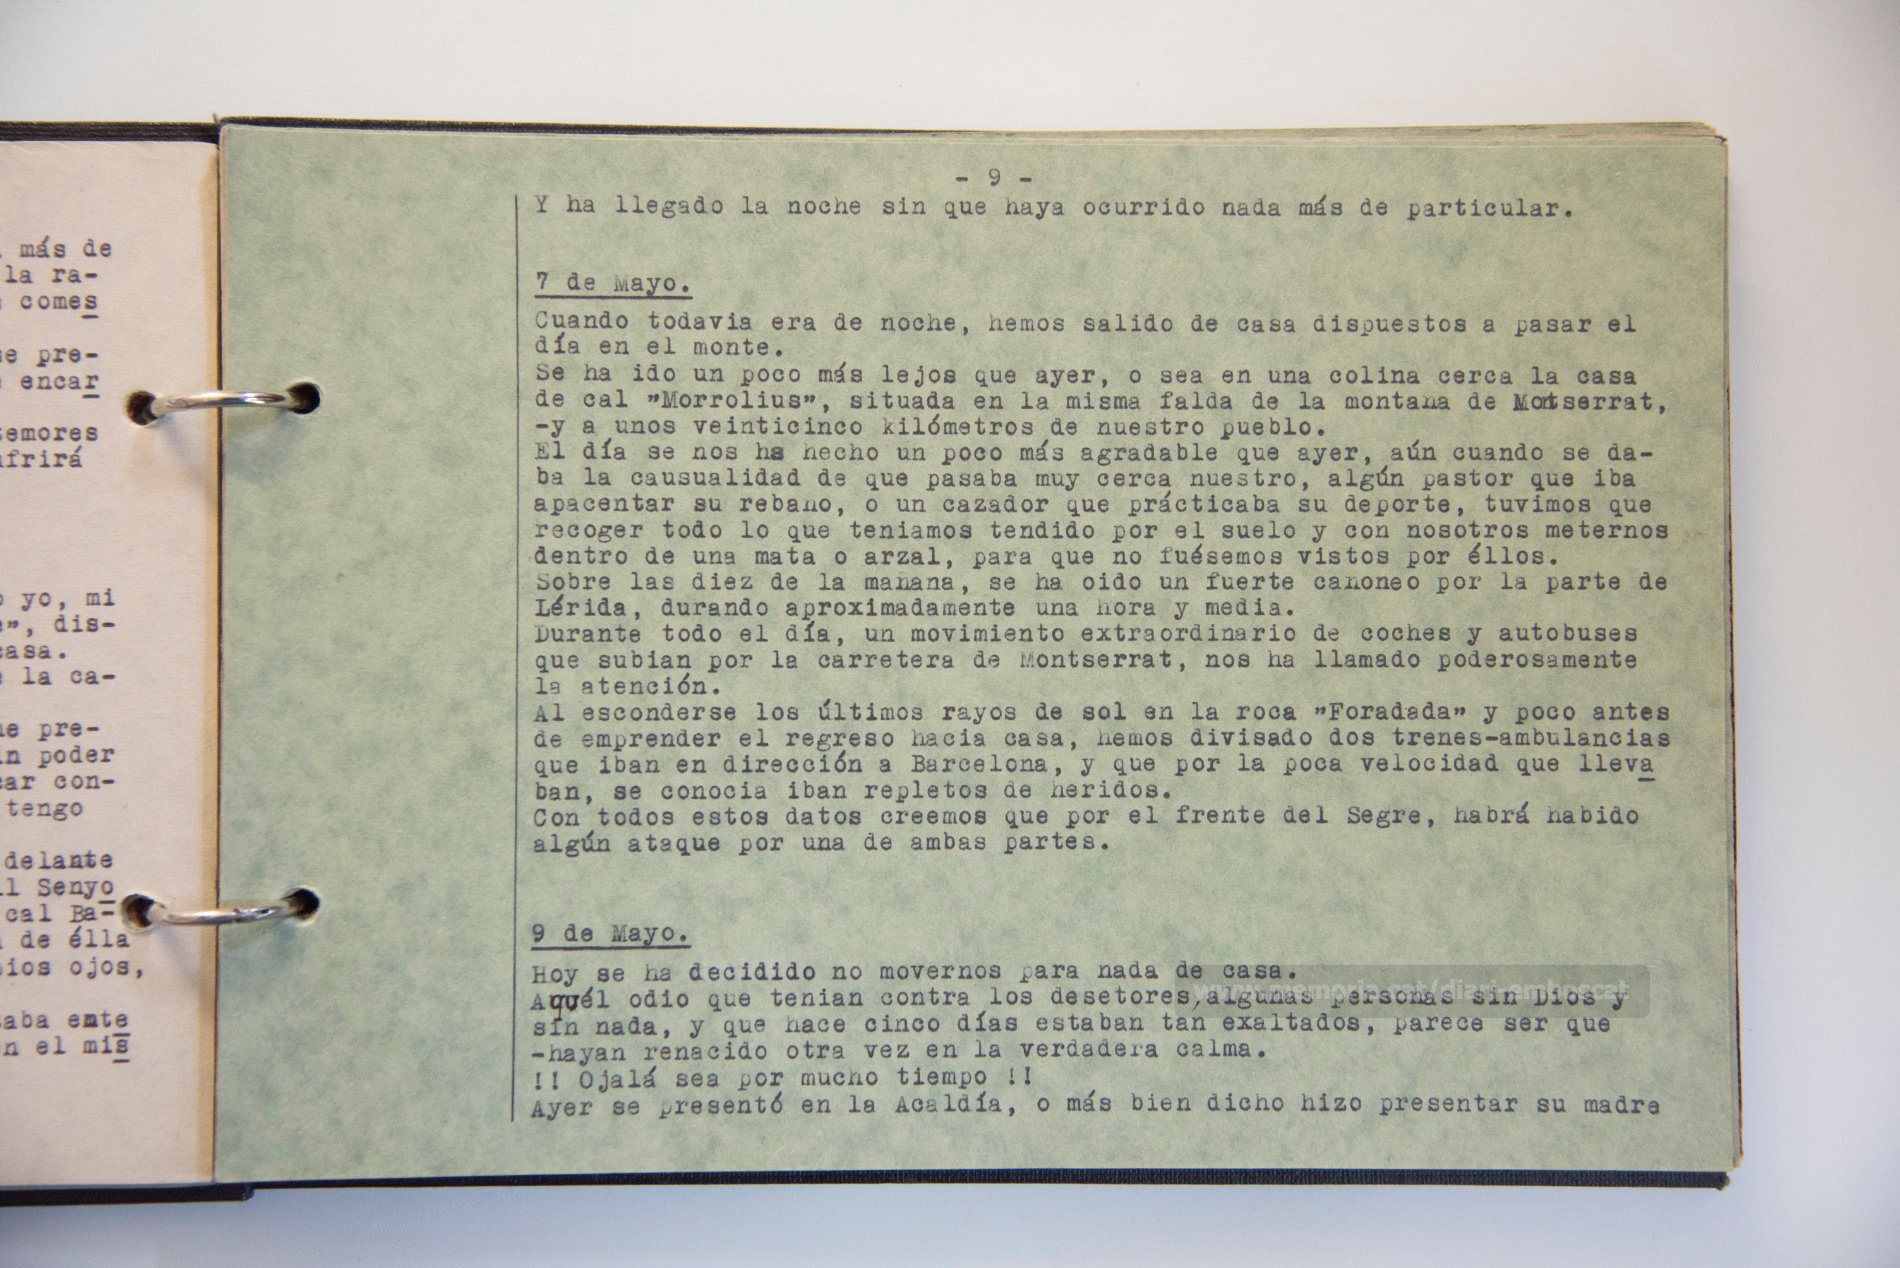 más de
la ra-
comes
se pre-
encar
temores
ufrirá
yo, mi
dis-
casa.
la ca-
pre-
poder
car con-
tengo
delante
Senyo
cal Ba-
de élla
ojos,
taba ente
en el mis
- 9 -
Y ha llegado la noche sin que haya ocurrido nada más de particular.
7 de Mayo.
Cuando todavia era de noche, hemos salido de casa dispuestos a pasar el
día en el monte.
Se ha ido un poco más lejos que ayer, o sea en una colina cerca la casa
de cal "Morrolius", situada en la misma falda de la montaña de Motserrat,
-y a unos veinticinco kilómetros de nuestro pueblo.
El día se nos ha hecho un poco más agradable que ayer, aún cuando se da-
ba la causualidad de que pasaba muy cerca nuestro, algún pastor que iba
apacentar su rebaño, o un cazador que prácticaba su deporte, tuvimos que
recoger todo lo que teniamos tendido por el suelo y con nosotros meternos
dentro de una mata o arzal, para que no fuésemos vistos por éllos.
Sobre las diez de la mañana, se ha oido un fuerte cañoneo por la parte de
Lérida, durando aproximadamente una hora y media.
Durante todo el día, un movimiento extraordinario de coches y autobuses
que subian por la carretera de Montserrat, nos ha llamado poderosamente
la atención.
Al esconderse los últimos rayos de sol en la roca "Foradada" y poco antes
de emprender el regreso hacia casa, hemos divisado dos trenes-ambulancias
que iban en dirección a Barcelona, y que por la poca velocidad que lleva
ban, se conocia iban repletos de heridos.
Con todos estos datos creemos que por el frente del Segre, habrá habido
algún ataque por una de ambas partes.
9 de Mayo.
Hoy se ha decidido no movernos para nada de casa.
Aquél odio que tenian contra los desetores,algunas personas sin Dios y
sín nada, y que hace cinco días estaban tan exaltados, parece ser que
-hayan renacido otra vez en la verdadera calma.
!! Ojalá sea por mucho tiempo !!
Ayer se presentó en la Acaldía, o más bien dicho hizo presentar su madre
www.memoria.cat/diari-emboscat